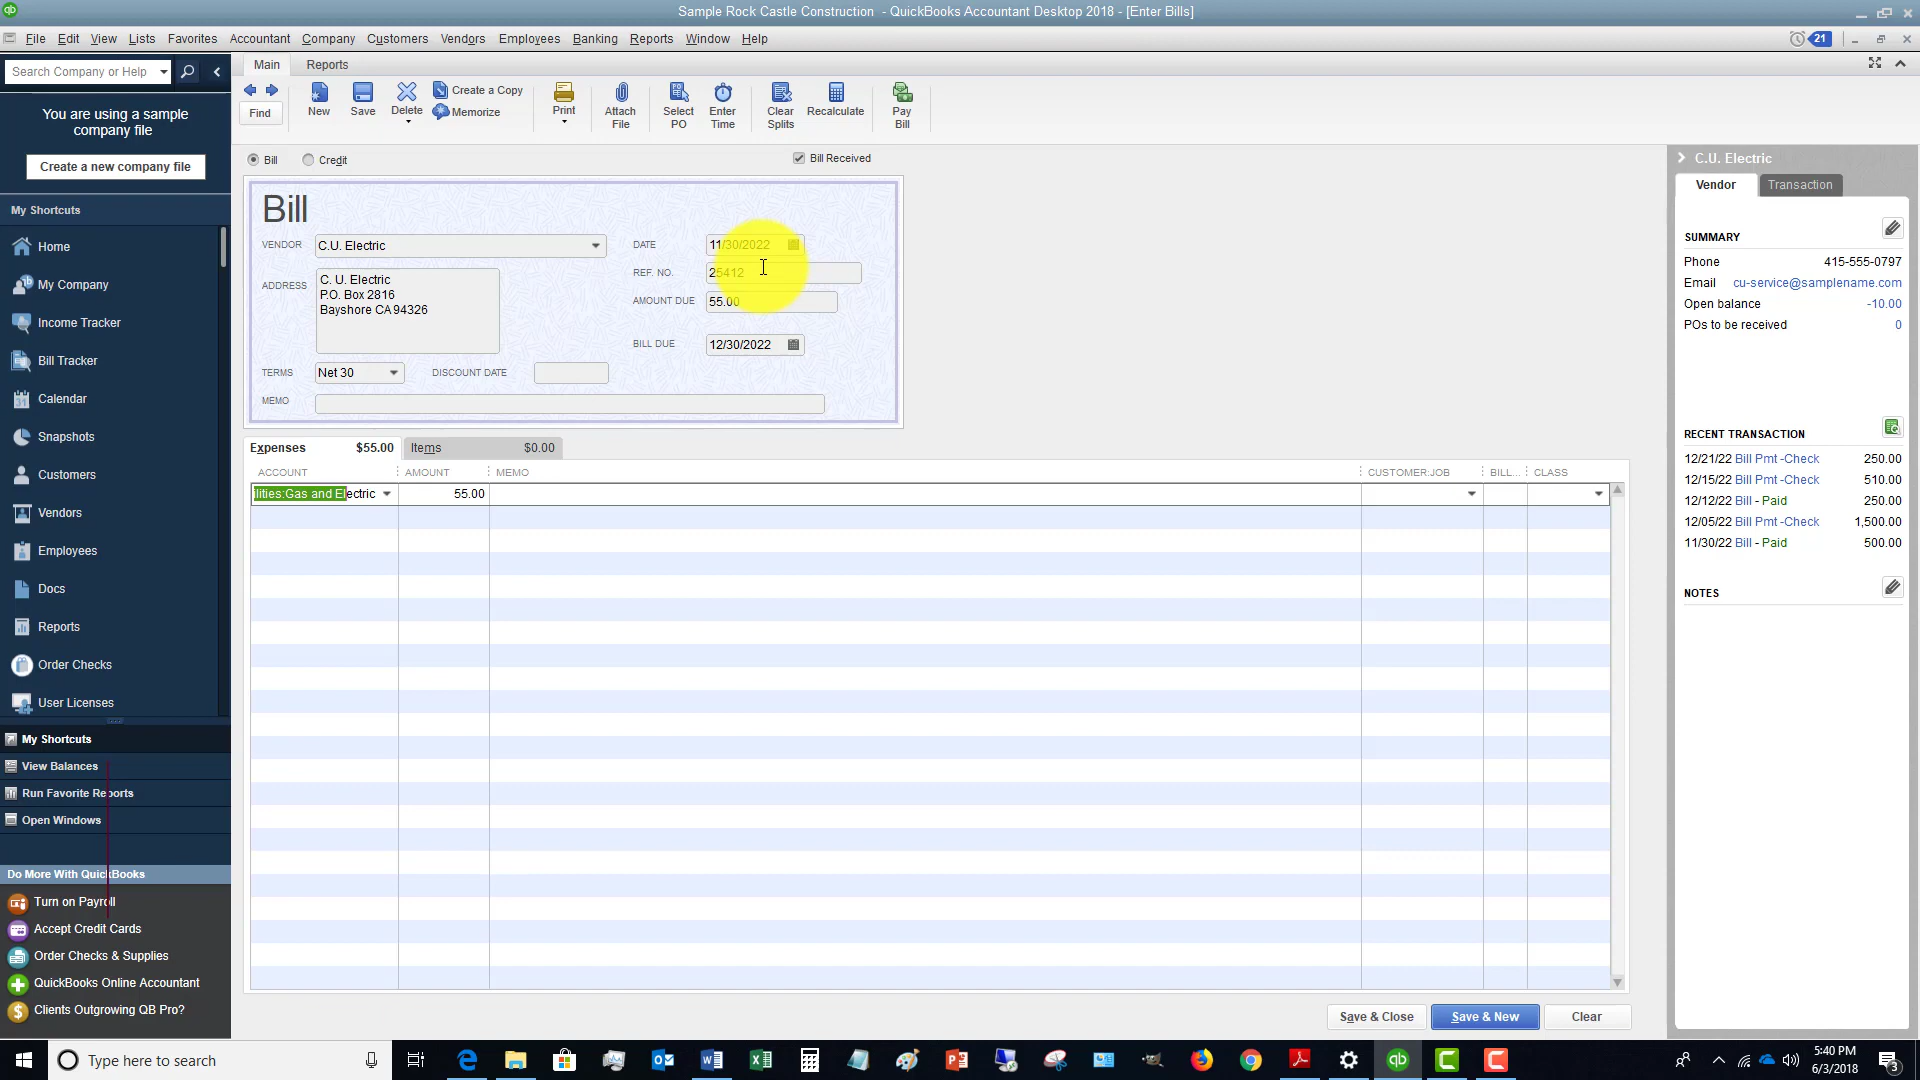 Sample Rock Castle Construction - QuickBooks Accountant Desktop 2018 - [Enter Bills]
File Edit View Lists Favorites Accountant Company Customers Vendors Employees Banking Reports Window Help
21
Search Company or Help
You are using a sample
company file
Create a new company file
My Shortcuts
Home
My Company
Income Tracker
Bill Tracker
Calendar
Snapshots
Customers
Vendors
Employees
Docs
Reports
Order Checks
User Licenses
My Shortcuts
View Balances
Run Favorite Reports
Open Windows
Do More With QuickBooks
Turn on Payroll
Accept Credit Cards
Order Checks & Supplies
QuickBooks Online Accountant
Clients Outgrowing QB Pro?
Main Reports
Find
New
Save
Delete
Create a Copy
Memorize
Print
Attach
File
Select
PO
Enter
Time
Clear
Splits
Recalculate
Pay
Bill
Bill Credit Bill Received
Bill
VENDOR C.U. Electric
ADDRESS
C. U. Electric
P.O. Box 2816
Bayshore CA 94326
TERMS Net 30 DISCOUNT DATE
MEMO
DATE 11/30/2022
REF. NO. 25412
AMOUNT DUE 55.00
BILL DUE 12/30/2022
Expenses $55.00 Items $0.00
ACCOUNT AMOUNT MEMO CUSTOMER:JOB BILL... CLASS
ilities:Gas and Electric 55.00
Save & Close Save & New Clear
C.U. Electric
Vendor Transaction
SUMMARY
Phone 415-555-0797
Email cu-service@samplename.com
Open balance -10.00
POs to be received 0
RECENT TRANSACTION
12/21/22 Bill Pmt -Check 250.00
12/15/22 Bill Pmt -Check 510.00
12/12/22 Bill - Paid 250.00
12/05/22 Bill Pmt -Check 1,500.00
11/30/22 Bill - Paid 500.00
NOTES
Type here to search
5:40 PM
6/3/2018
3